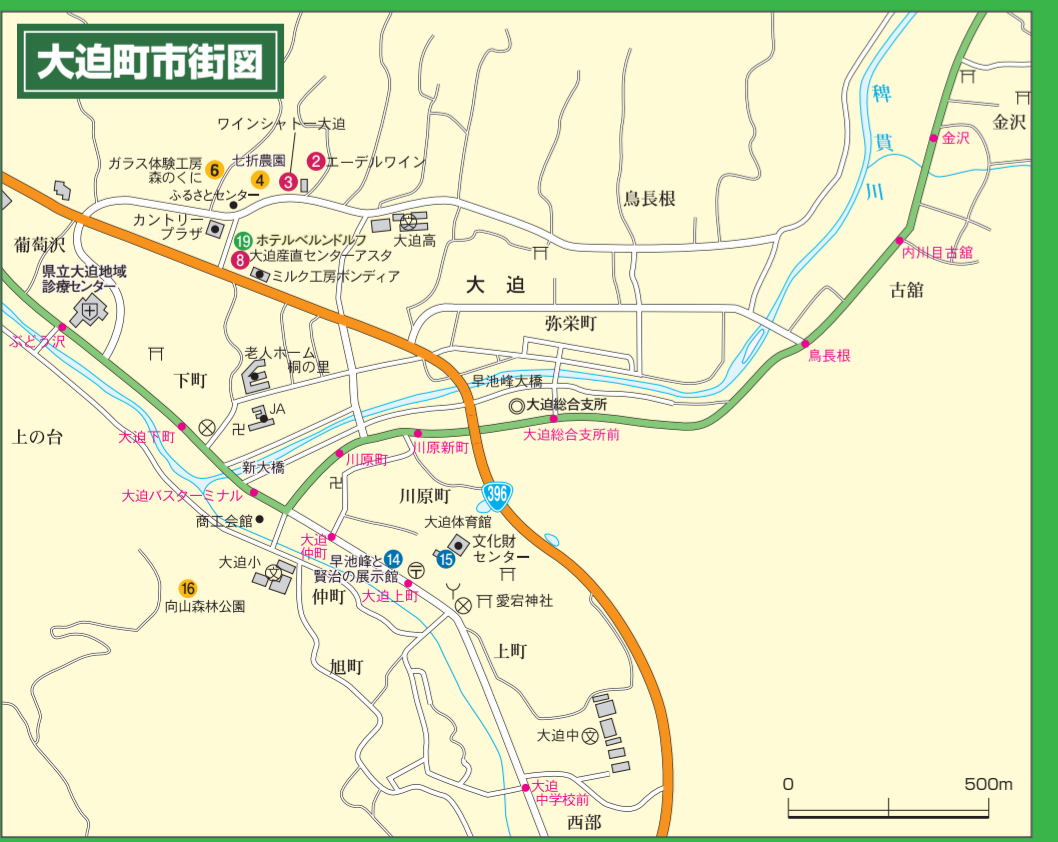 大迫町市街図
ワインシャトー大迫
ガラス体験工房
森のくに
6
七折農園
4
3
2
エーデルワイン
ふるさとセンター
カントリー
プラザ
葡萄沢
県立大迫地域
診療センター
19
ホテルベルンドルフ
8
大迫産直センターアスタ
ミルク工房ボンディア
文
大迫高
鳥長根
稗貫川
金沢
金沢
内川目古舘
古舘
鳥長根
大迫
弥栄町
ぶどう沢
下町
老人ホーム
桐の里
JA
早池峰大橋
大迫総合支所
大迫総合支所前
上の台
大迫下町
新大橋
川原町
川原新町
大迫バスターミナル
商工会館
川原町
396
大迫体育館
文化財
センター
大迫
仲町
早池峰と
賢治の展示館
14
15
大迫小
文
16
向山森林公園
仲町
大迫上町
愛宕神社
旭町
上町
大迫中
文
大迫
中学校前
西部
0
500m